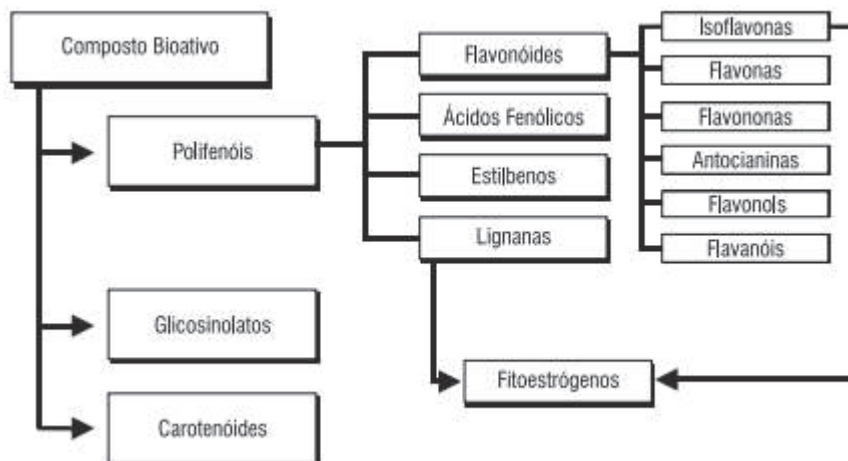 Composto Bioativo
Polifenóis
Glicosinolatos
Carotenóides
Flavonóides
Ácidos Fenólicos
Estilbenos
Lignanas
Fitoestrógenos
Isoflavonas
Flavonas
Flavononas
Antocianinas
Flavonols
Flavanóis